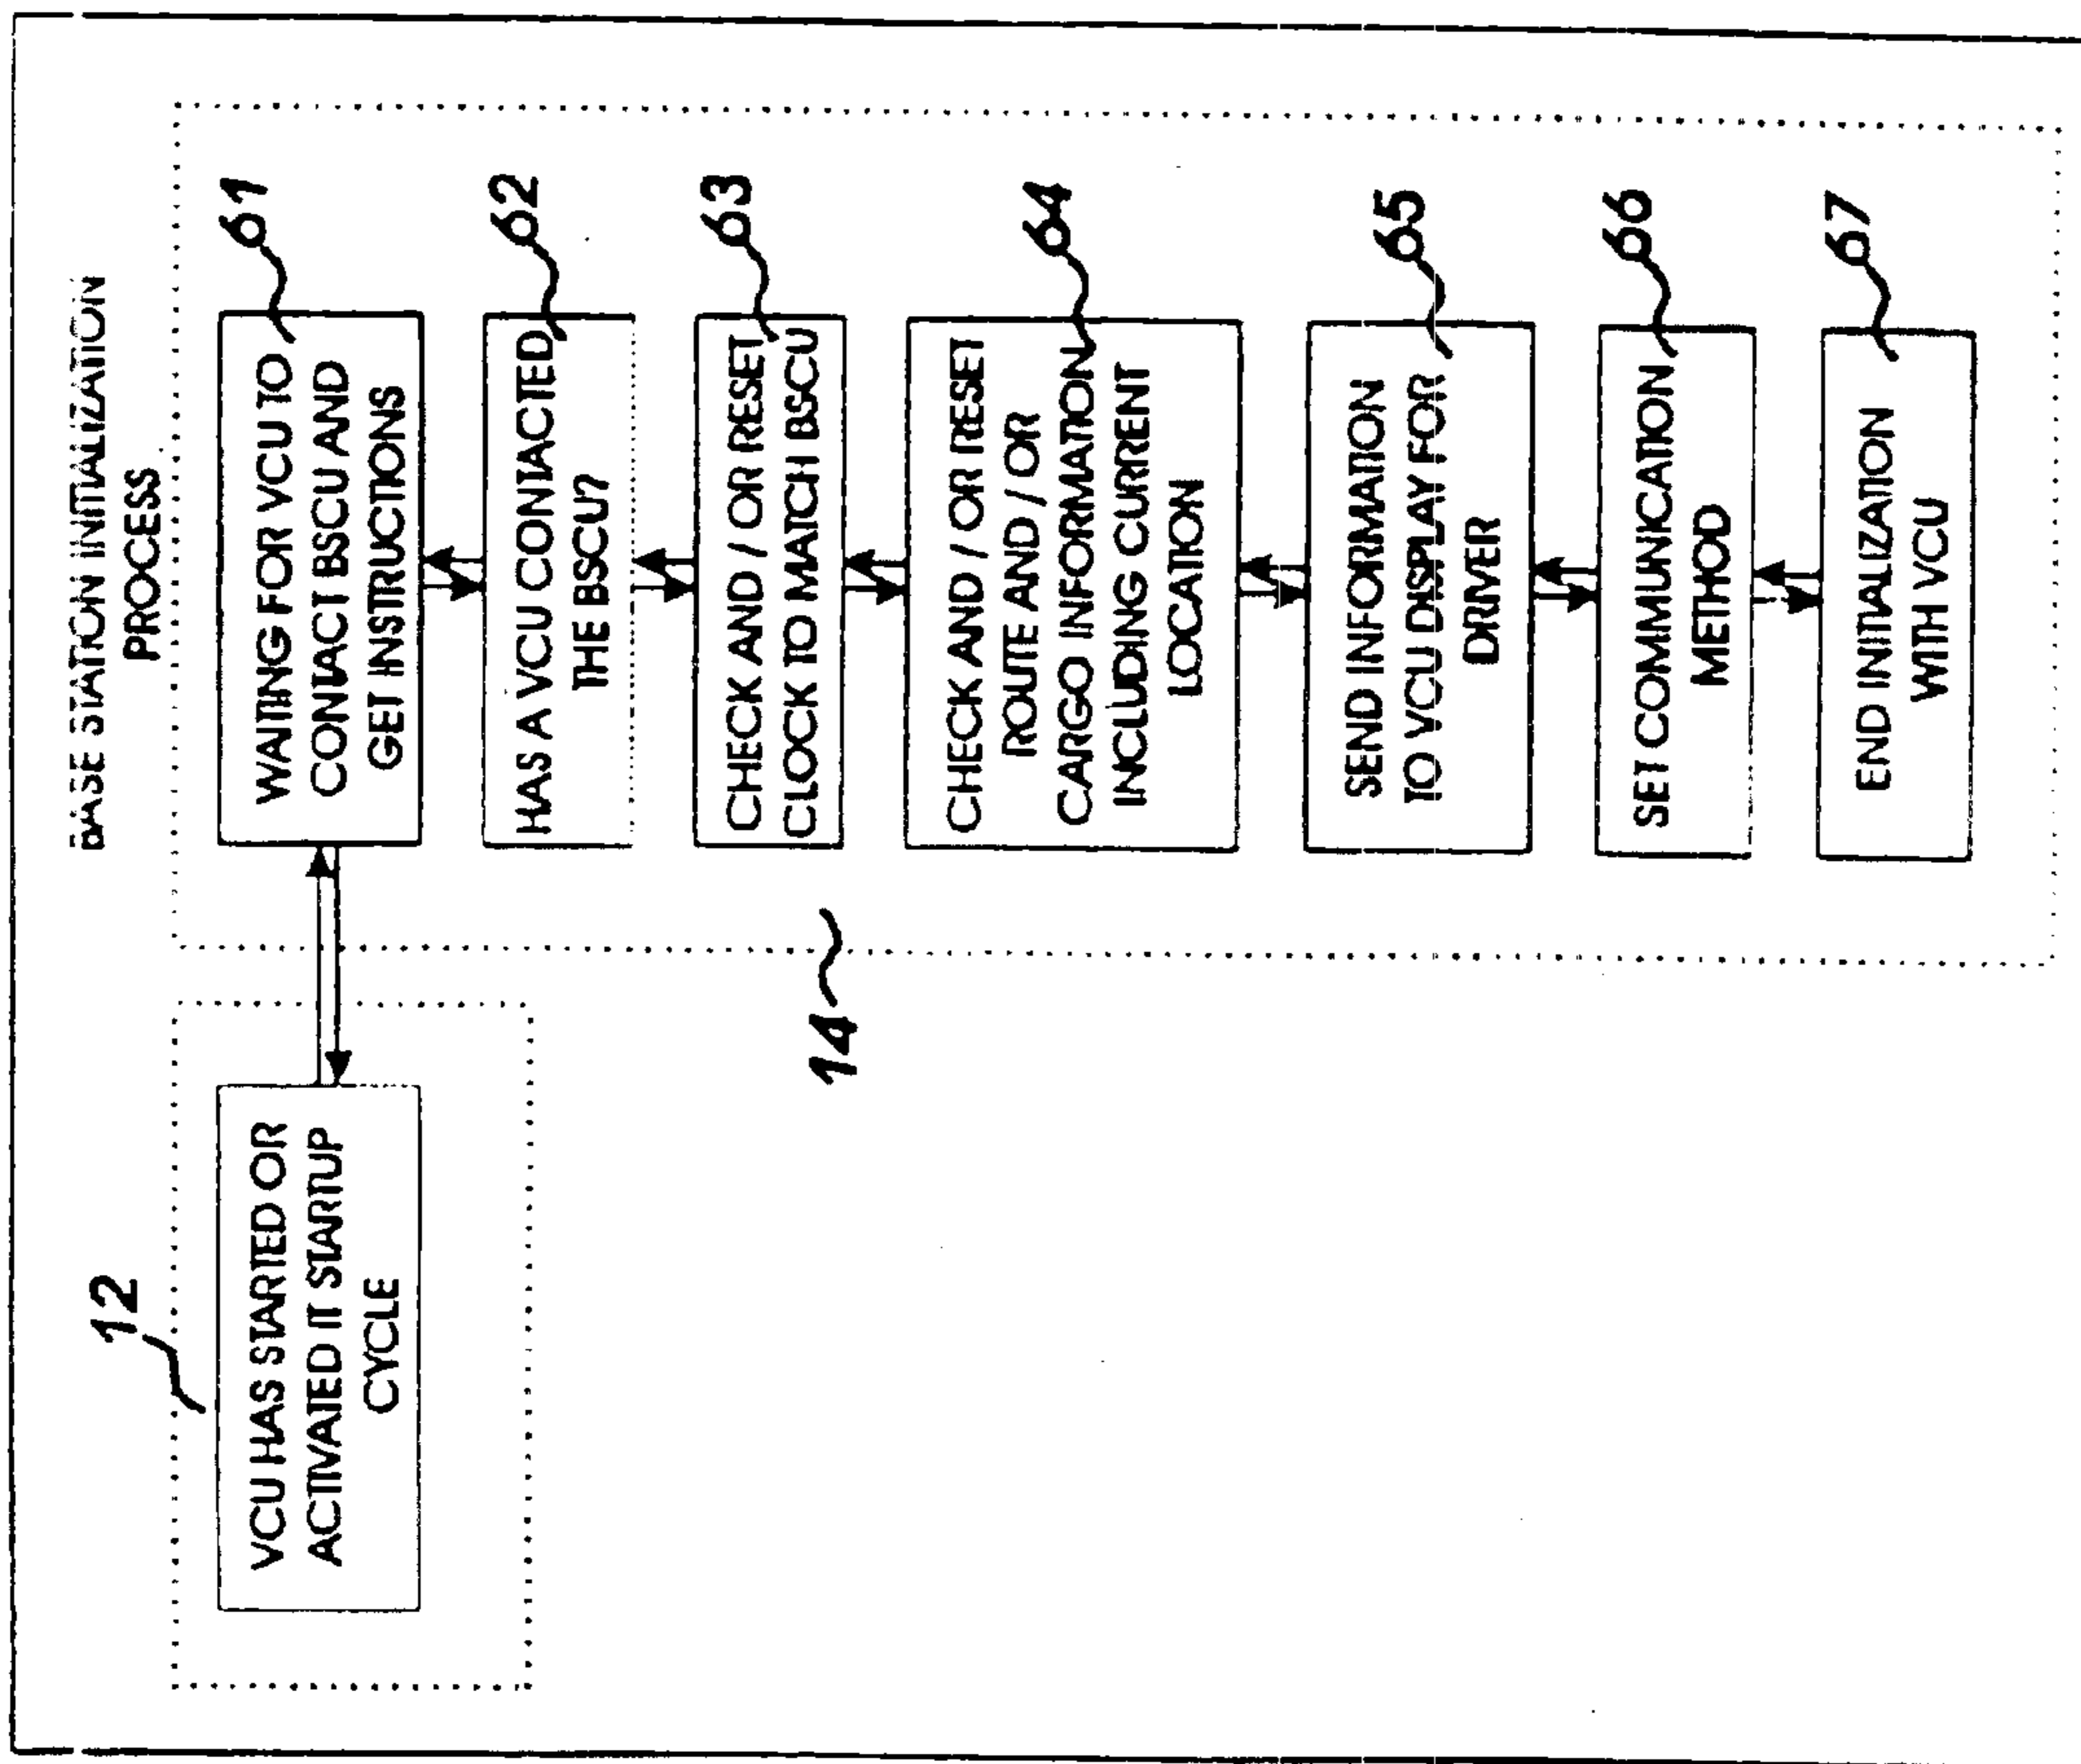 BASE STATION INITIALIZATION
PROCESS
12
VCU HAS STARTED OR
ACTIVATED IT STARTUP
CYCLE
WAITING FOR VCU TO
CONTACT BSCU AND
GET INSTRUCTIONS
61
HAS A VCU CONTACTED
THE BSCU?
62
CHECK AND / OR RESET
CLOCK TO MATCH BSCU
63
CHECK AND / OR RESET
ROUTE AND / OR
CARGO INFORMATION
INCLUDING CURRENT
LOCATION
64
SEND INFORMATION
TO VCU DISPLAY FOR
DRIVER
65
SET COMMUNICATION
METHOD
66
END INITIALIZATION
WITH VCU
67
14